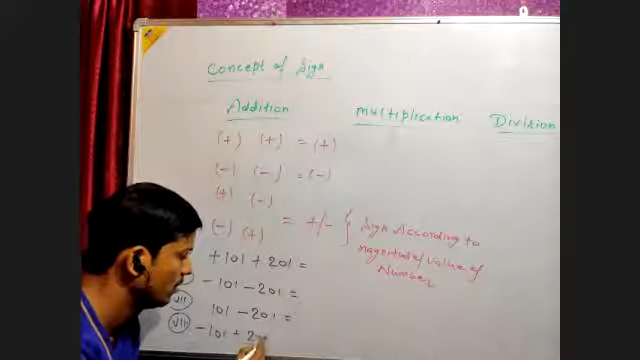 Concept of Sign
Addition
multiplication
Division
(+) (+) = (+)
(-) (-) = (-)
(+) (-)
(-) (+)
= +/- { Sign According to
magnitude/value of
Number
+101 + 201 =
-101 - 201 =
(VII)
101 - 201 =
(VIII) -101 + 2